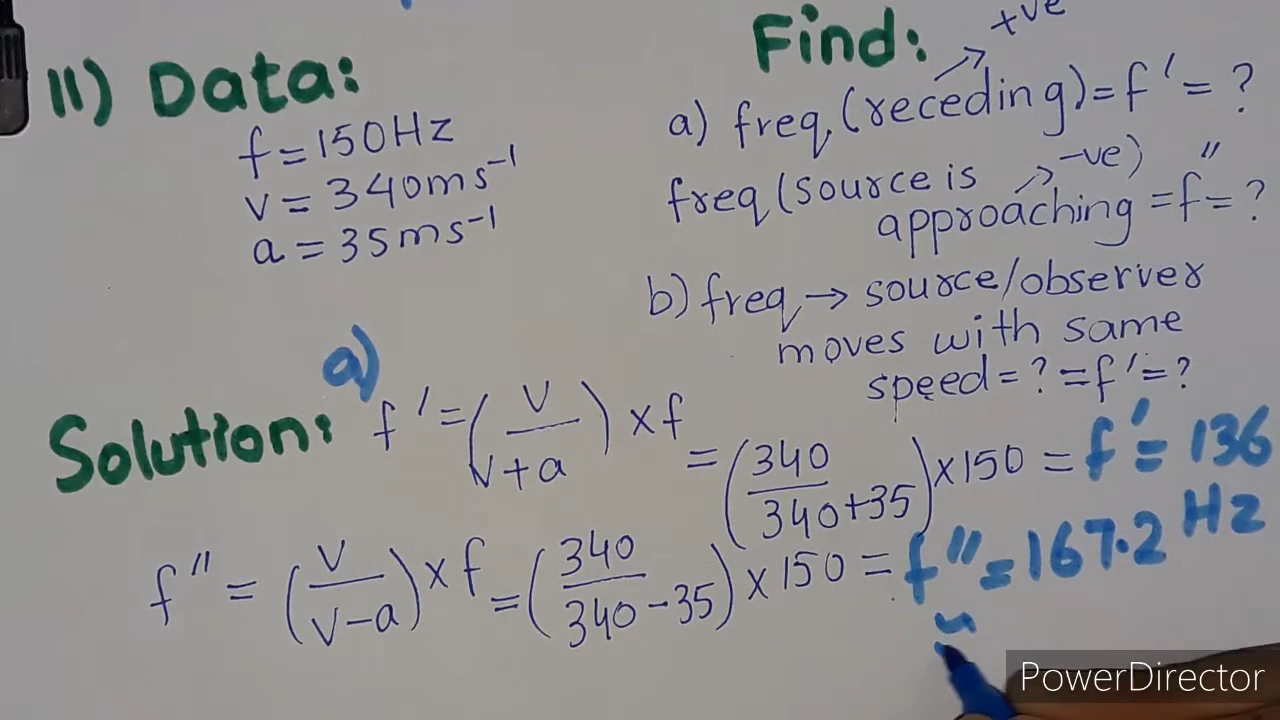 11) Data:
f=150Hz
v = 340ms⁻¹
a = 35ms⁻¹
Find:
+ve
a) freq (receding)=f'= ?
-ve)
freq (source is
approaching =f''= ?
b) freq → source/observer
moves with same
speed = ? =f'= ?
Solution:
a)
f' = (v/v+a) ×f
= (340/340+35) ×150 = f' = 136
Hz
f'' = (v/v-a) ×f = (340/340-35) ×150 = f'' = 167.2
PowerDirector